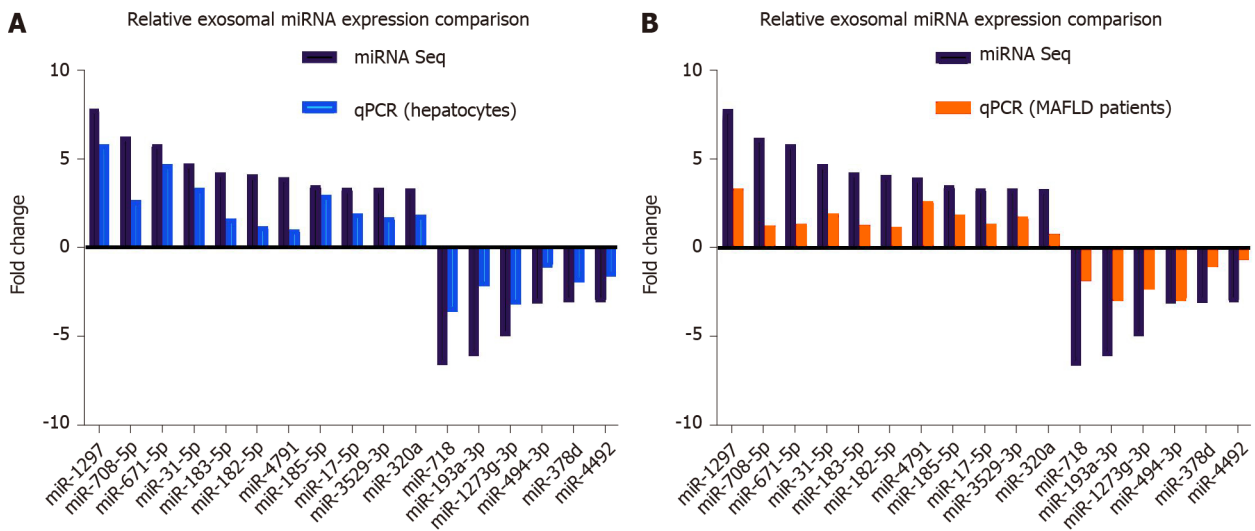 A
Relative exosomal miRNA expression comparison
miRNA Seq
qPCR (hepatocytes)
Fold change
10
5
0
-5
-10
miR-1297
miR-708-5p
miR-671-5p
miR-31-5p
miR-183-5p
miR-182-5p
miR-4791
miR-185-5p
miR-17-5p
miR-3529-3p
miR-320a
miR-718
miR-193a-3p
miR-1273g-3p
miR-494-3p
miR-378d
miR-4492
B
Relative exosomal miRNA expression comparison
miRNA Seq
qPCR (MAFLD patients)
Fold change
10
5
0
-5
-10
miR-1297
miR-708-5p
miR-671-5p
miR-31-5p
miR-183-5p
miR-182-5p
miR-4791
miR-185-5p
miR-17-5p
miR-3529-3p
miR-320a
miR-718
miR-193a-3p
miR-1273g-3p
miR-494-3p
miR-378d
miR-4492